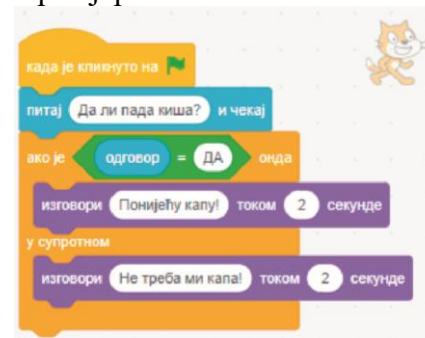 када је кликнуто на
питај Да ли пада киша? и чекај
ако је одговор = ДА онда
изговори Понијећу капу! током 2 секунде
у супротном
изговори Не треба ми капа! током 2 секунде